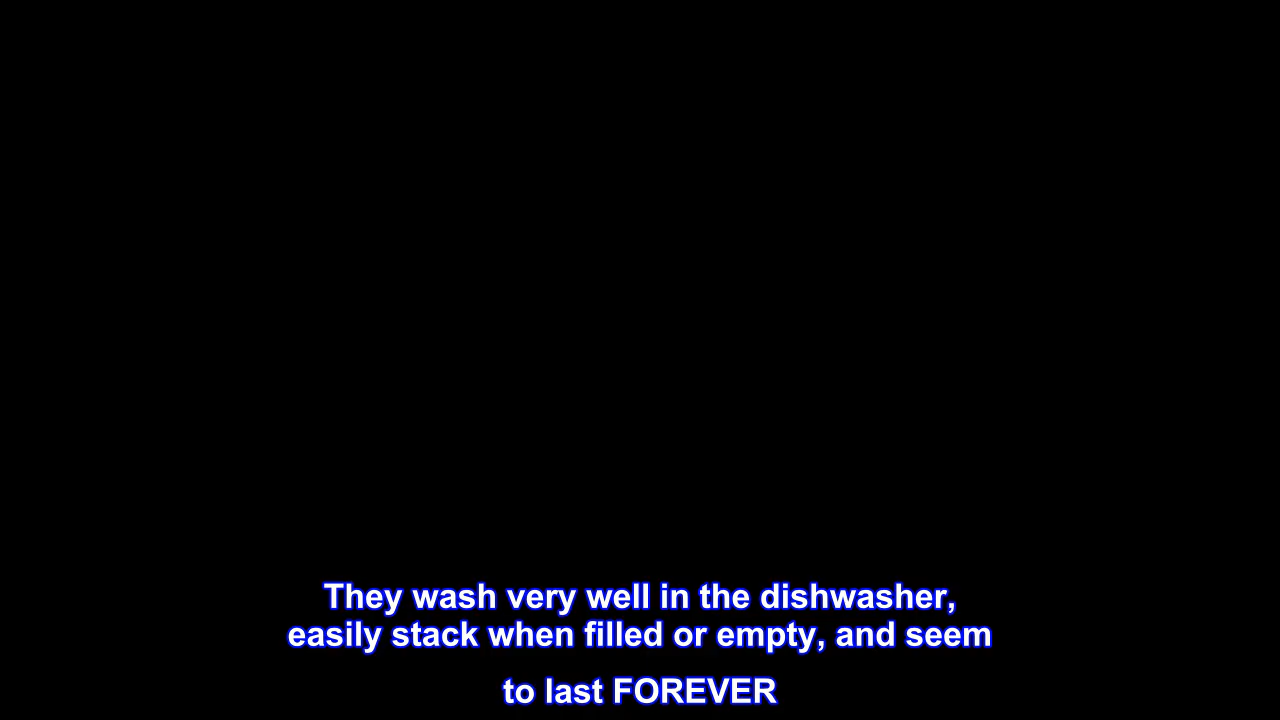 They wash very well in the dishwasher,
easily stack when filled or empty, and seem
to last FOREVER